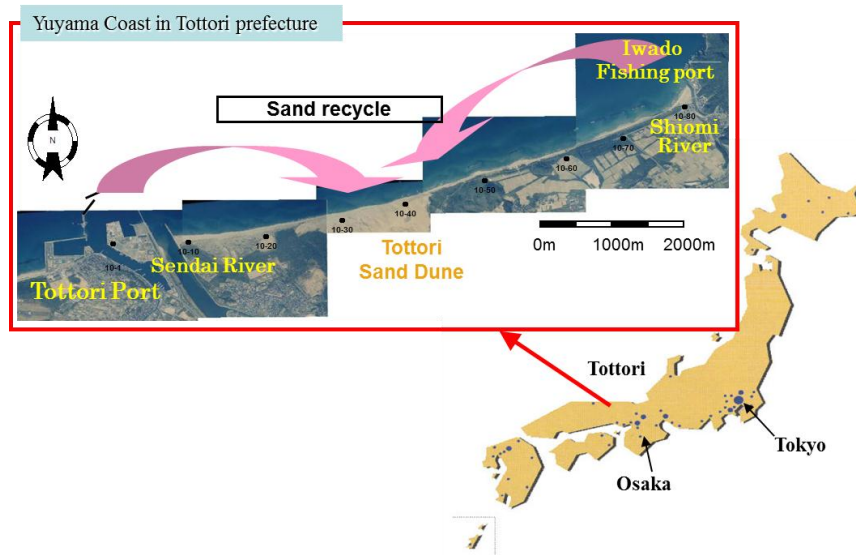 Yuyama Coast in Tottori prefecture
Iwado
Fishing port
Sand recycle
N
10-80
Shiomi
River
10-70
10-60
10-50
10-40
10-30
10-20
10-10
10-1
Sendai River
Tottori Port
Tottori
Sand Dune
0m 1000m 2000m
Tottori
Tokyo
Osaka